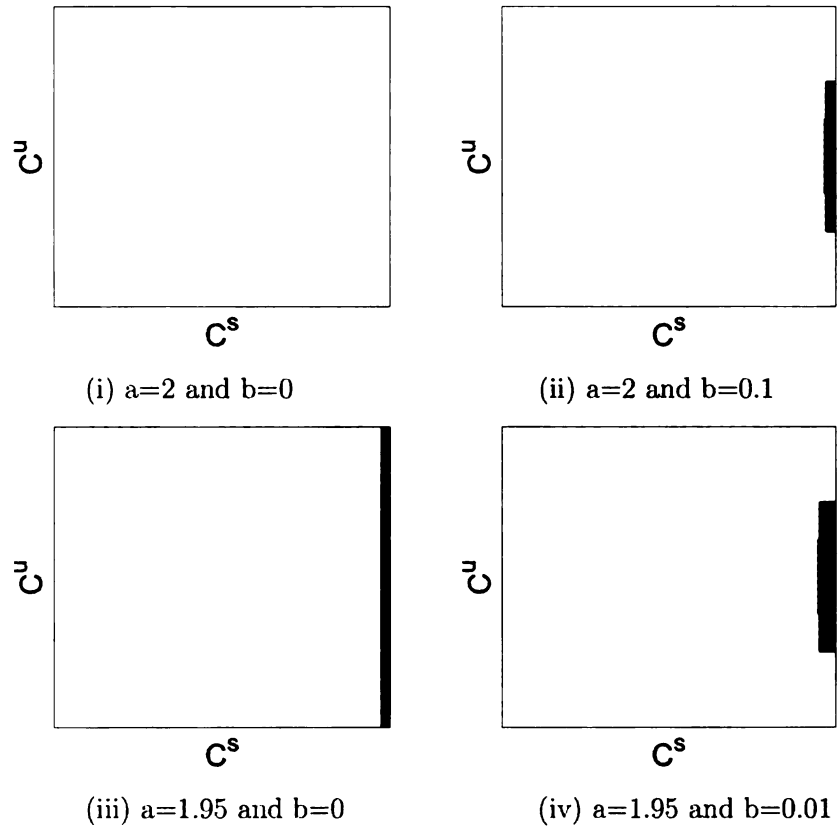 C^u C^u
C^s C^s
(i) a=2 and b=0 (ii) a=2 and b=0.1
C^u C^u
C^s C^s
(iii) a=1.95 and b=0 (iv) a=1.95 and b=0.01